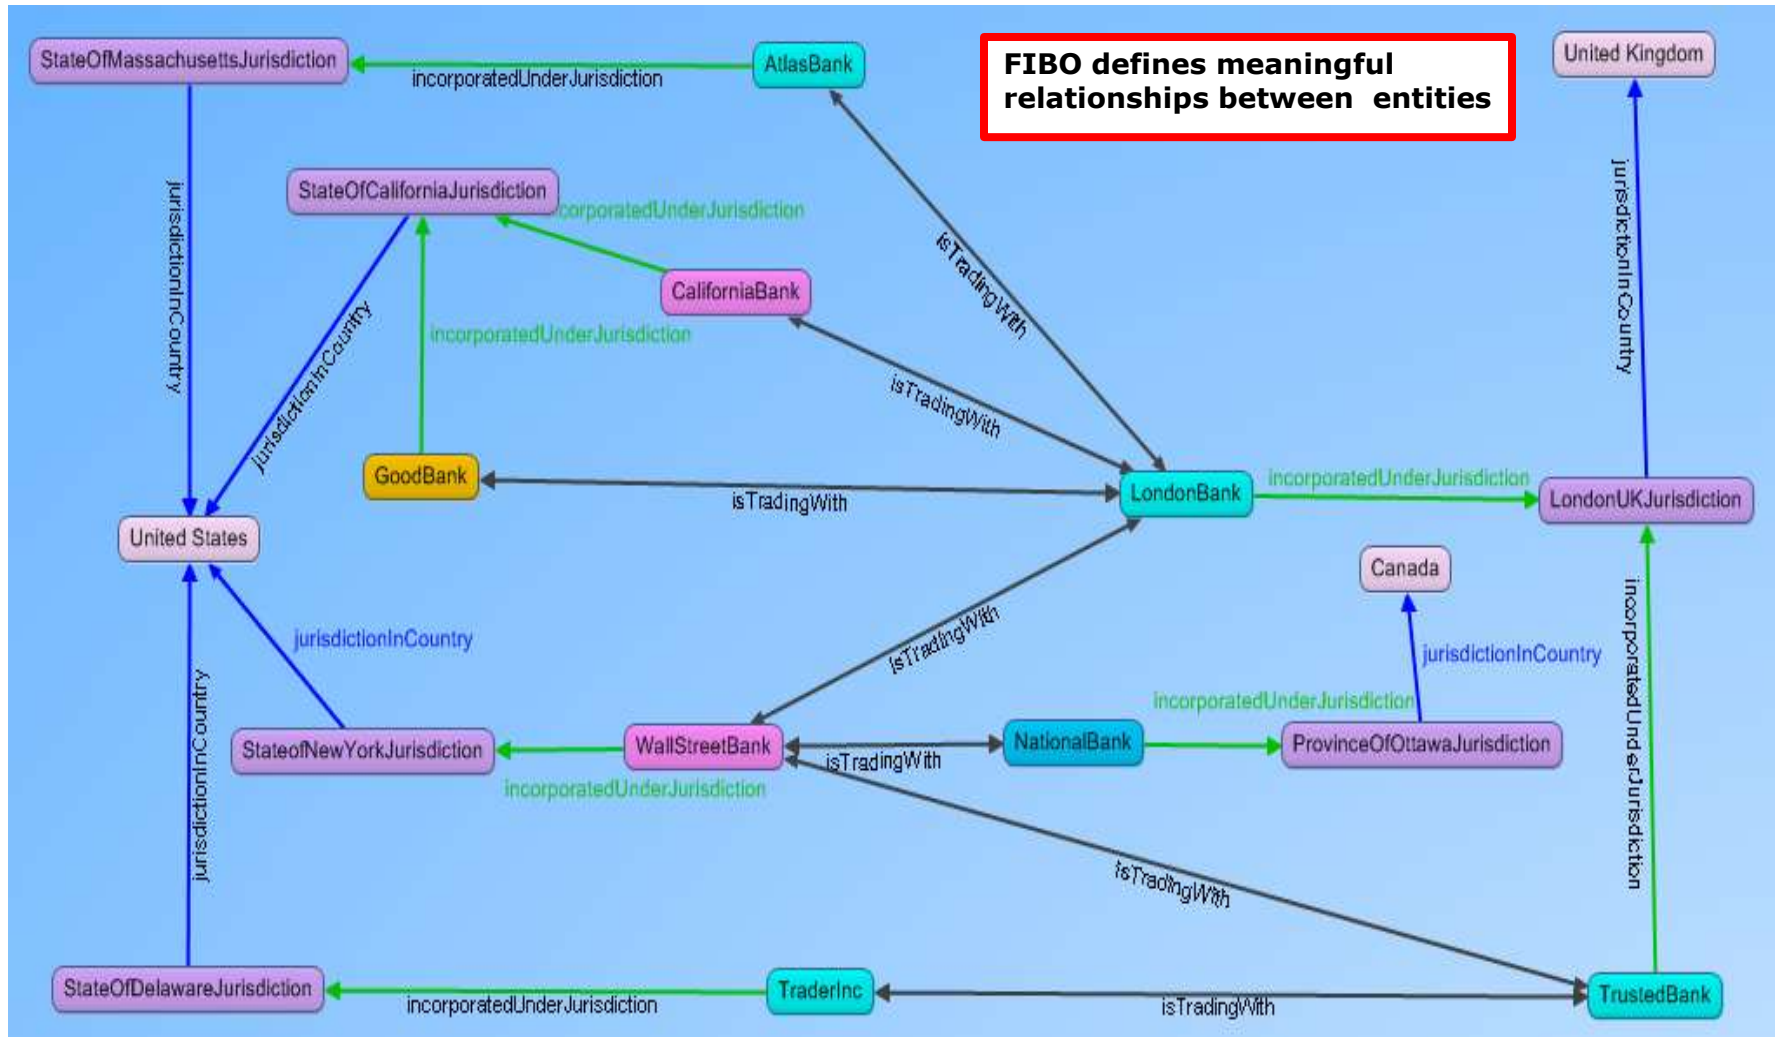 StateOfMassachusettsJurisdiction
incorporatedUnderJurisdiction
AtlasBank
FIBO defines meaningful
relationships between entities
United Kingdom
jurisdictionInCountry
StateOfCaliforniaJurisdiction
incorporatedUnderJurisdiction
jurisdictionInCountry
isTradingWith
CaliforniaBank
incorporatedUnderJurisdiction
jurisdictionInCountry
isTradingWith
GoodBank
isTradingWith
LondonBank
incorporatedUnderJurisdiction
LondonUKJurisdiction
United States
Canada
isTradingWith
incorporatedUnderJurisdiction
jurisdictionInCountry
jurisdictionInCountry
jurisdictionInCountry
incorporatedUnderJurisdiction
StateofNewYorkJurisdiction
WallStreetBank
isTradingWith
NationalBank
ProvinceOfOttawaJurisdiction
incorporatedUnderJurisdiction
isTradingWith
StateOfDelawareJurisdiction
incorporatedUnderJurisdiction
TraderInc
isTradingWith
TrustedBank